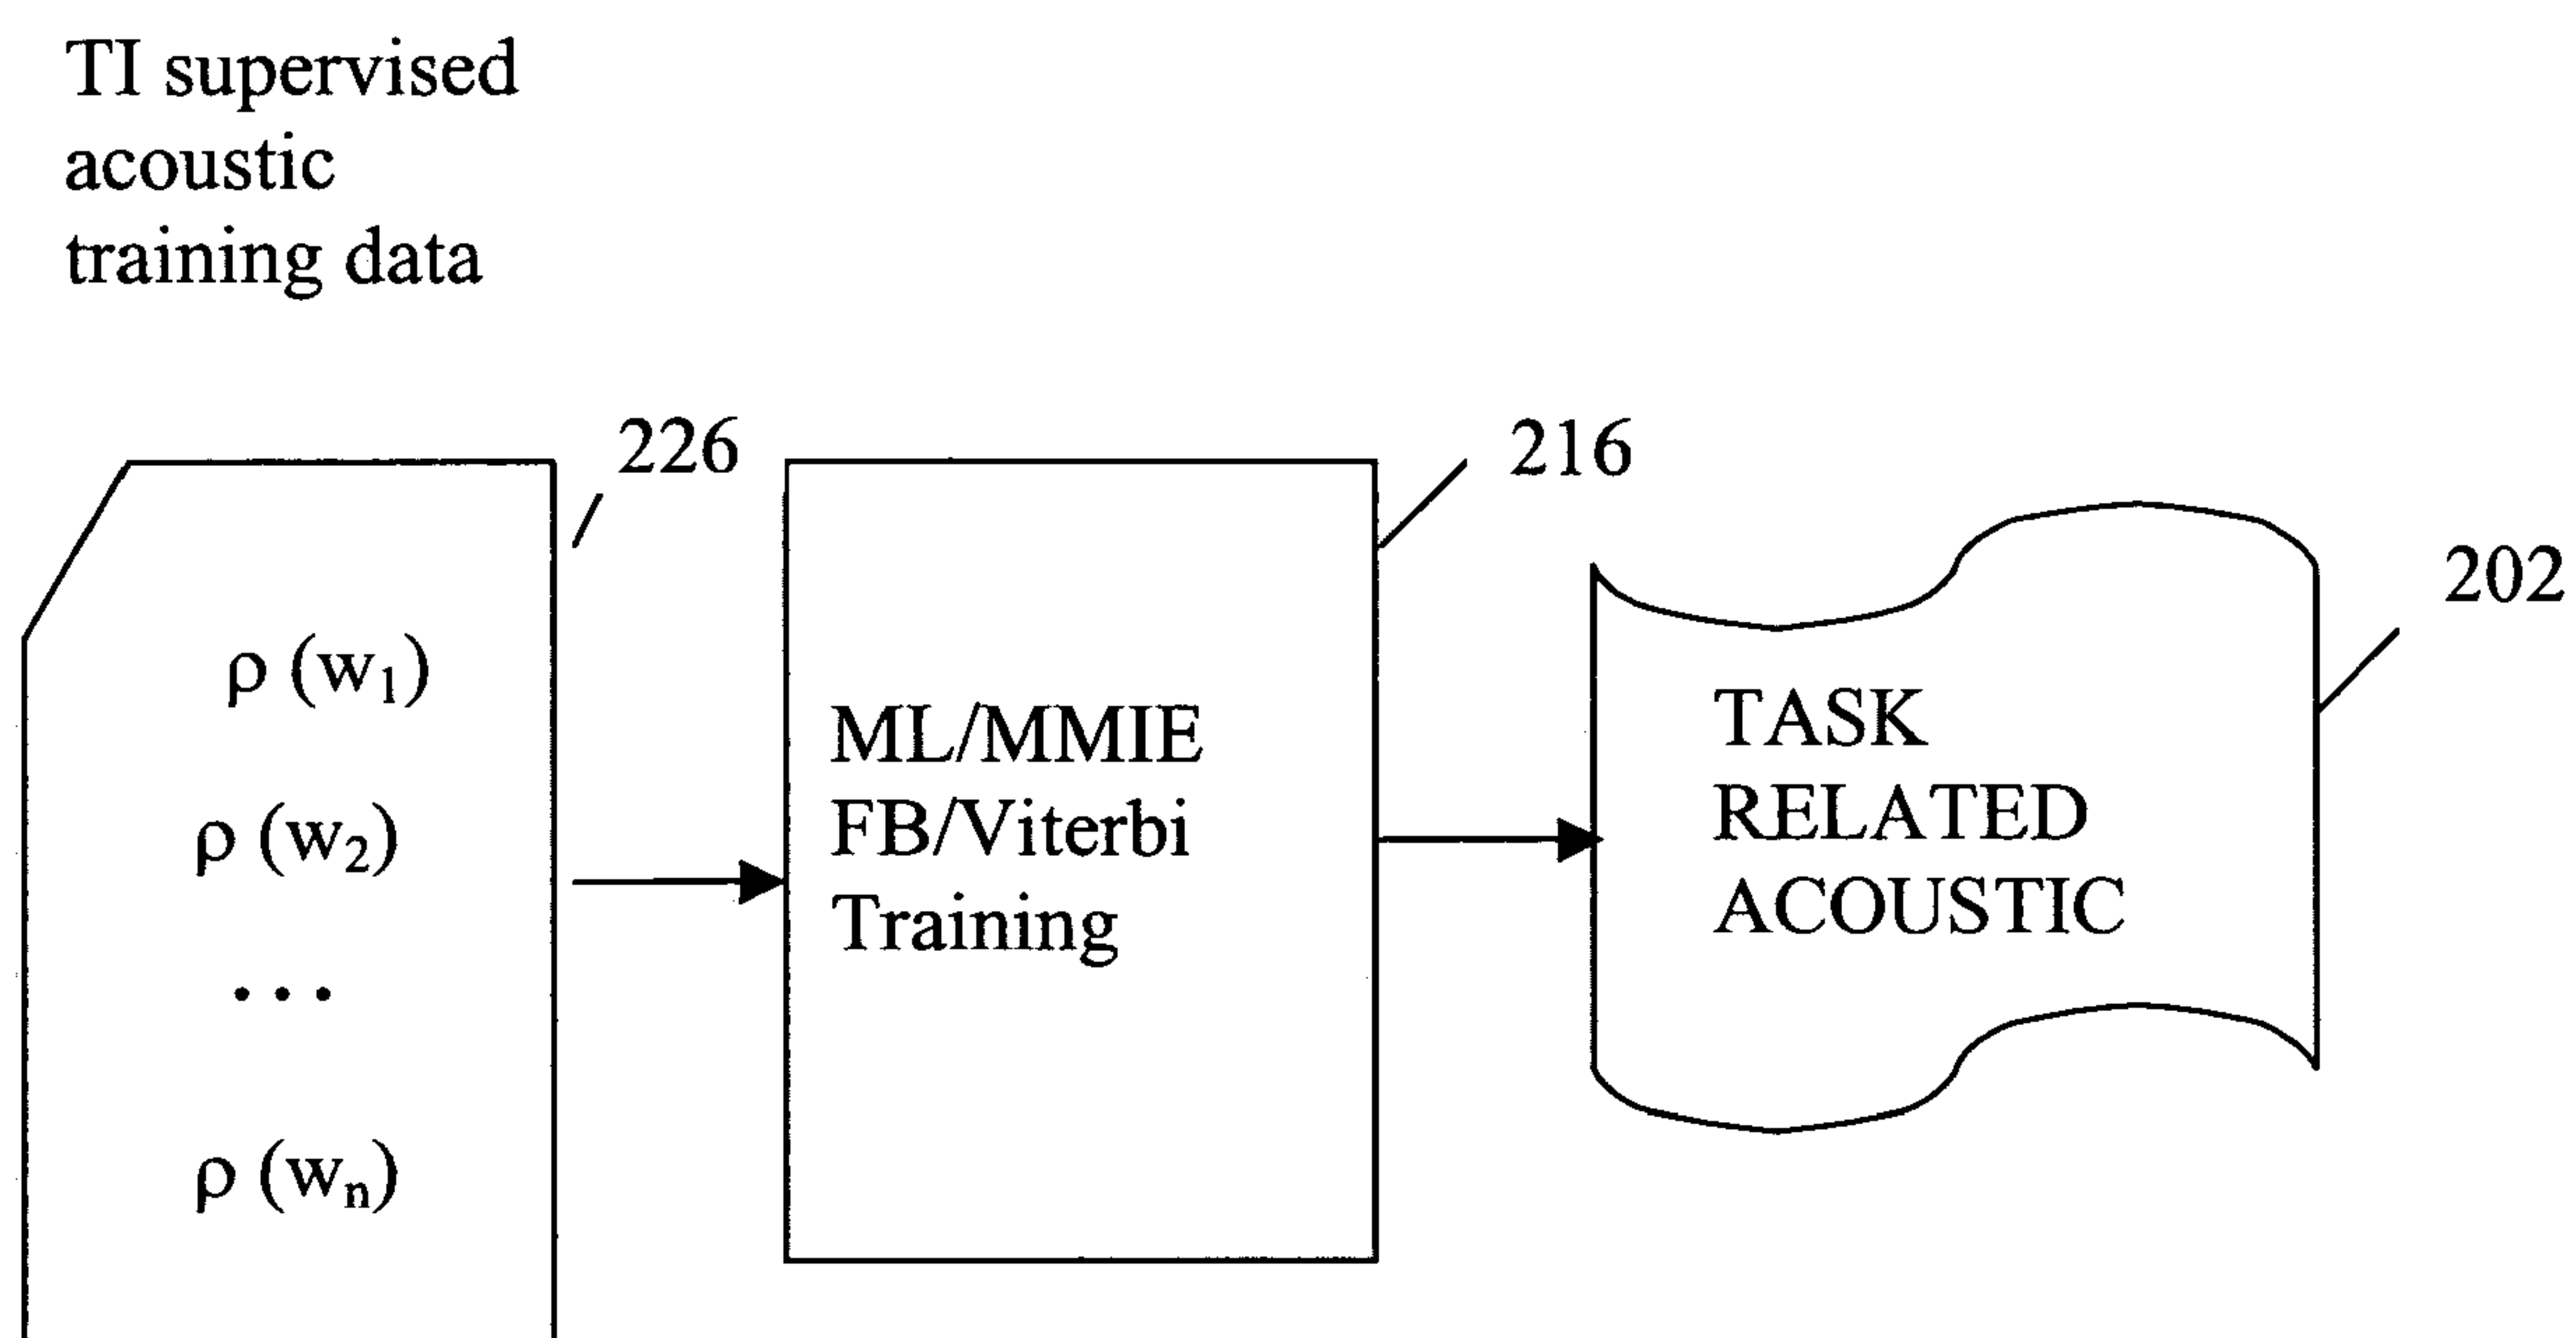 TI supervised
acoustic
training data
226
216
202
ρ (w₁)
ρ (w₂)
...
ρ (wₙ)
ML/MMIE
FB/Viterbi
Training
TASK
RELATED
ACOUSTIC